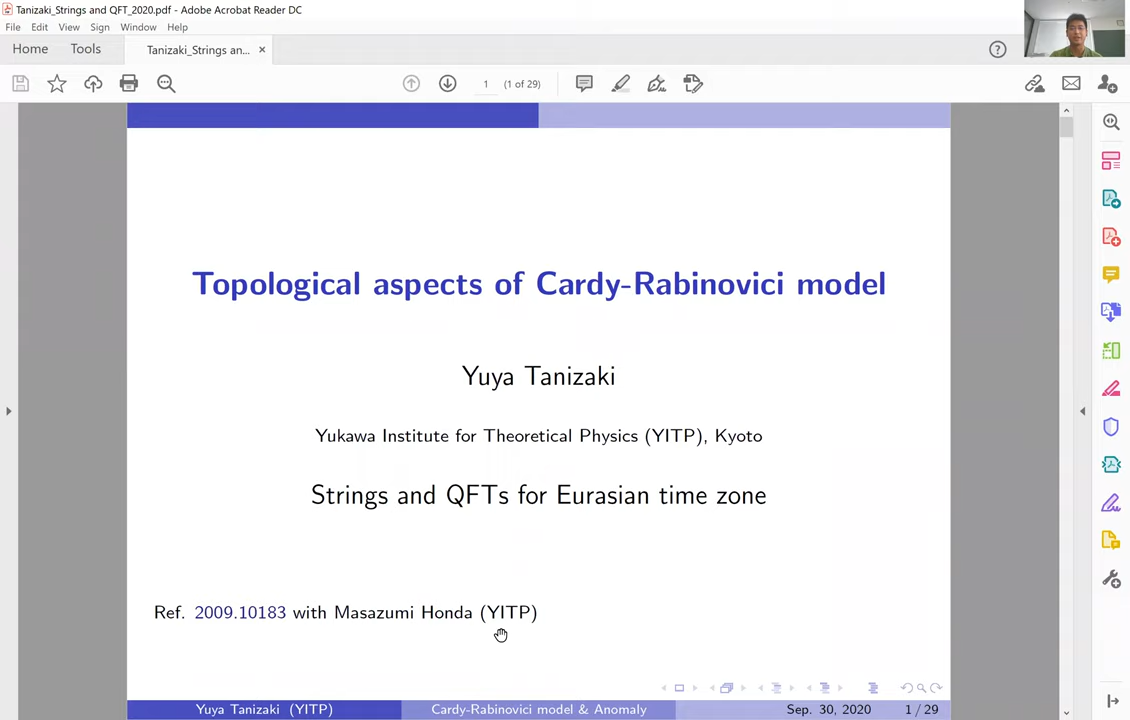 Tanizaki_Strings and QFT_2020.pdf - Adobe Acrobat Reader DC
File Edit View Sign Window Help
Home Tools Tanizaki_Strings an... ×
1 (1 of 29)
Topological aspects of Cardy-Rabinovici model
Yuya Tanizaki
Yukawa Institute for Theoretical Physics (YITP), Kyoto
Strings and QFTs for Eurasian time zone
Ref. 2009.10183 with Masazumi Honda (YITP)
Yuya Tanizaki (YITP) Cardy-Rabinovici model & Anomaly Sep. 30, 2020 1 / 29